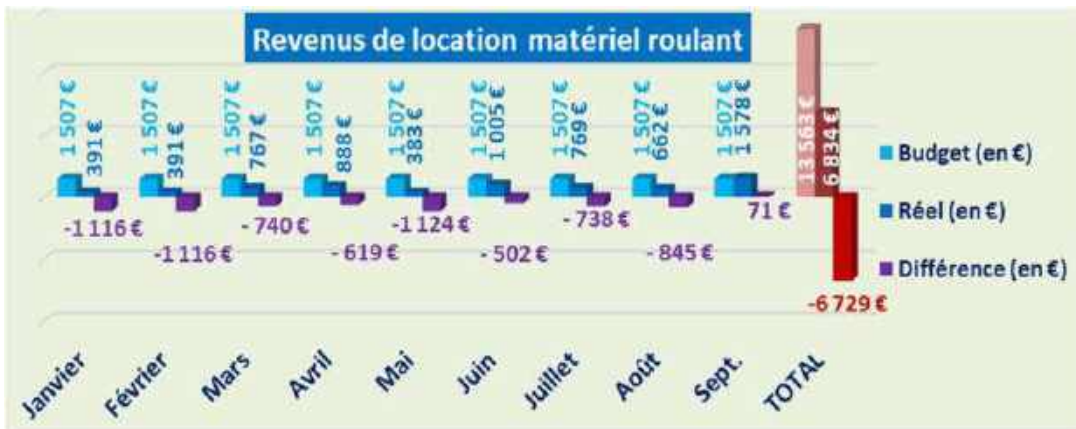 Revenus de location matériel roulant
1 507 € 391 € 1 507 € 391 € 1 507 € 767 € 1 507 € 888 € 1 507 € 383 € 1 507 € 1 005 € 1 507 € 769 € 1 507 € 662 € 1 507 € 1 578 € 13 563 € 6 834 €
-1 116 € -1 116 € - 740 € - 619 € -1 124 € - 502 € - 738 € - 845 € 71 € -6 729 €
Budget (en €)
Réel (en €)
Différence (en €)
Janvier Février Mars Avril Mai Juin Juillet Août Sept. TOTAL